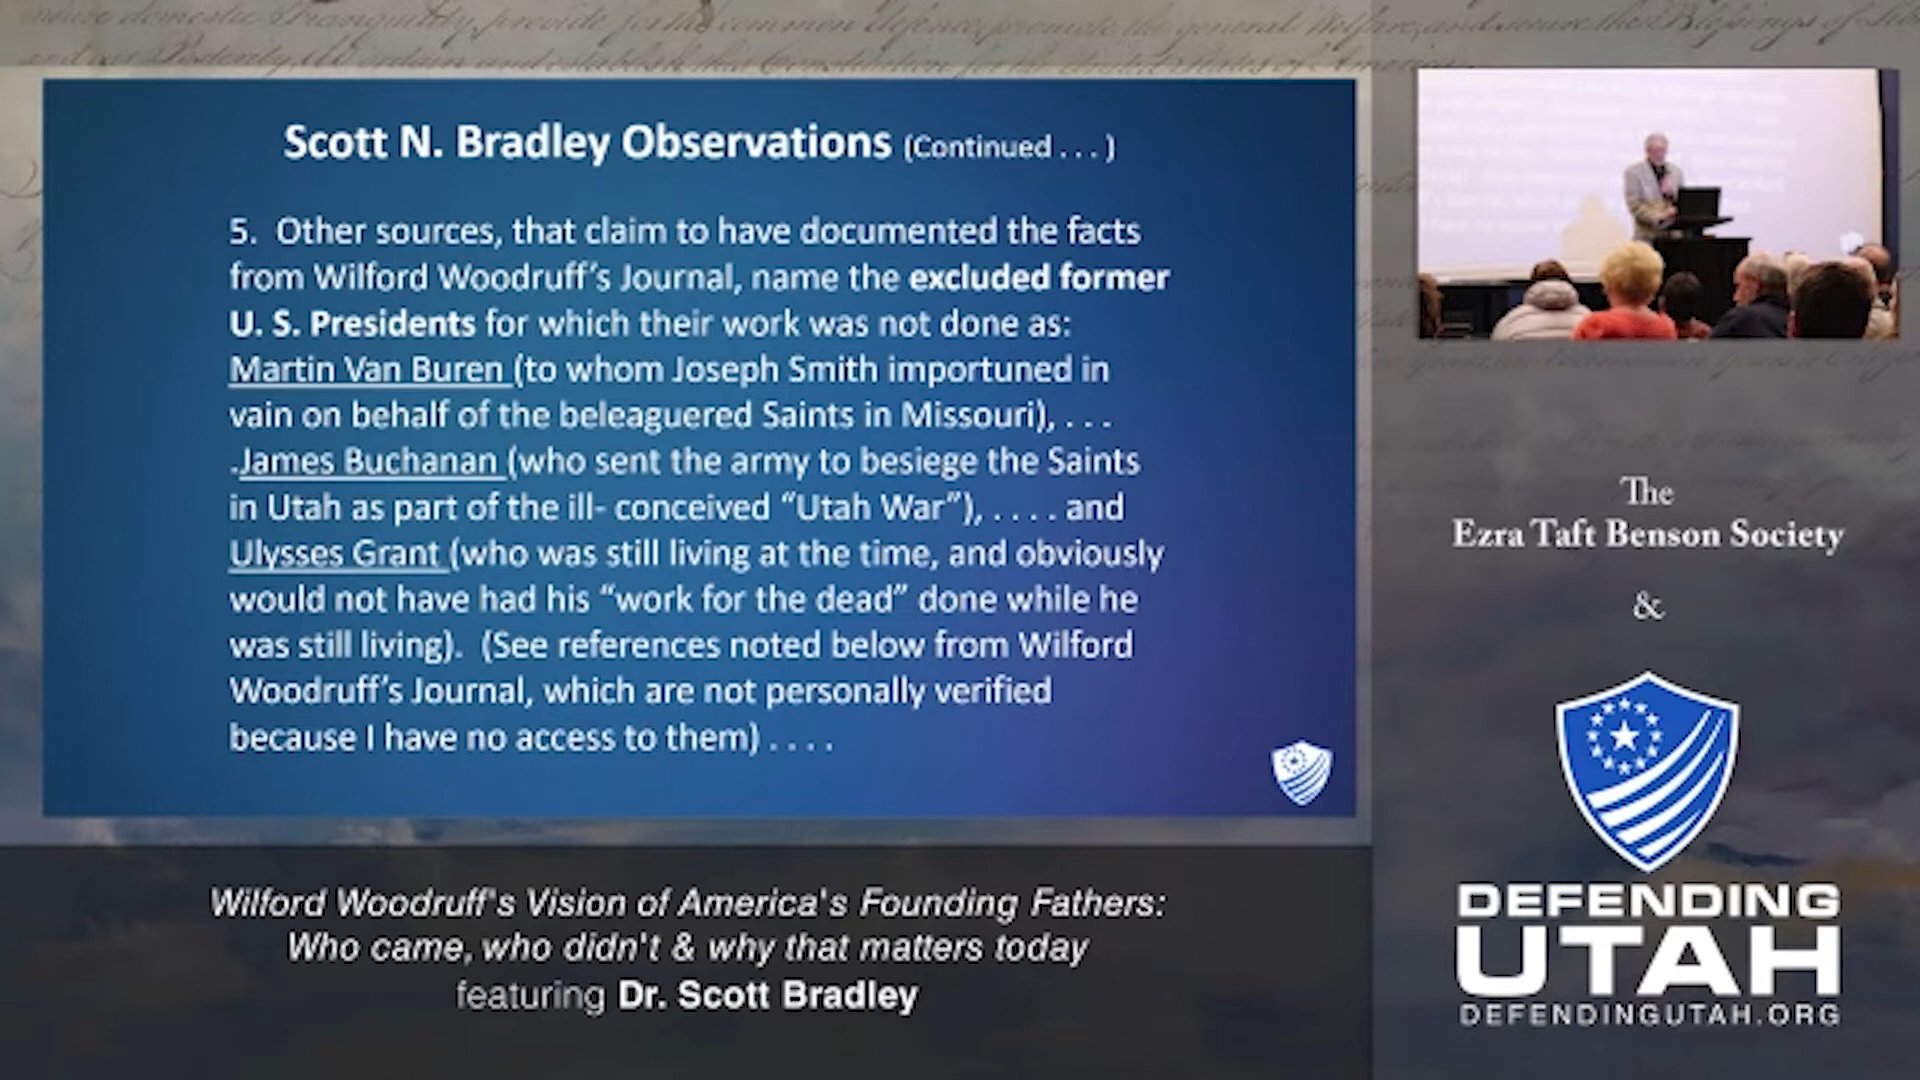 Scott N. Bradley Observations (Continued . . . )
5. Other sources, that claim to have documented the facts
from Wilford Woodruff's Journal, name the excluded former
U. S. Presidents for which their work was not done as:
Martin Van Buren (to whom Joseph Smith importuned in
vain on behalf of the beleaguered Saints in Missouri), . . .
.James Buchanan (who sent the army to besiege the Saints
in Utah as part of the ill- conceived “Utah War”), . . . . and
Ulysses Grant (who was still living at the time, and obviously
would not have had his “work for the dead” done while he
was still living). (See references noted below from Wilford
Woodruff's Journal, which are not personally verified
because I have no access to them) . . . .
The
Ezra Taft Benson Society
&
DEFENDING
UTAH
DEFENDINGUTAH.ORG
Wilford Woodruff's Vision of America's Founding Fathers:
Who came, who didn't & why that matters today
featuring Dr. Scott Bradley